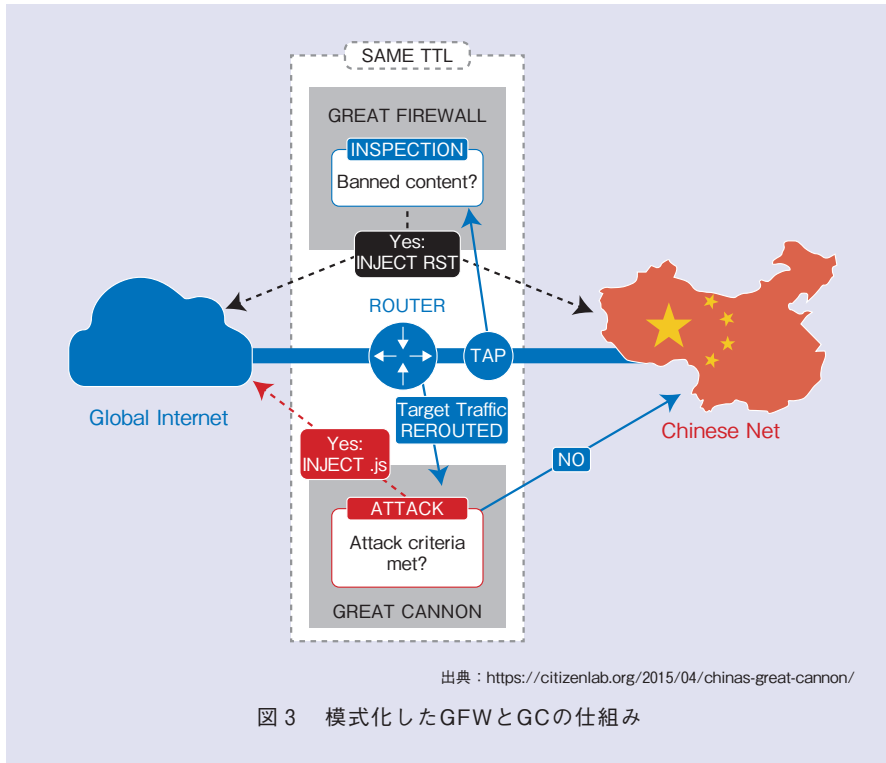 SAME TTL
GREAT FIREWALL
INSPECTION
Banned content?
Yes:
INJECT RST
ROUTER
TAP
Global Internet
Target Traffic
REROUTED
Chinese Net
Yes:
INJECT .js
NO
ATTACK
Attack criteria
met?
GREAT CANNON
出典：https://citizenlab.org/2015/04/chinas-great-cannon/
図３　模式化したGFWとGCの仕組み